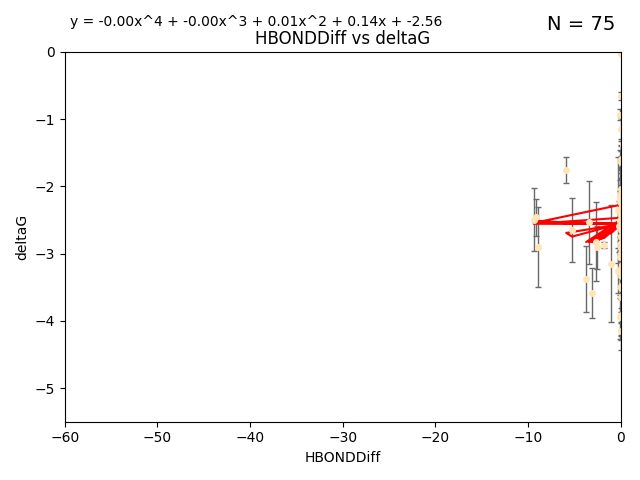 y = -0.00x^4 + -0.00x^3 + 0.01x^2 + 0.14x + -2.56
N = 75
HBONDDiff vs deltaG
0
−1
−2
−3
−4
−5
deltaG
−60
−50
−40
−30
−20
−10
0
HBONDDiff